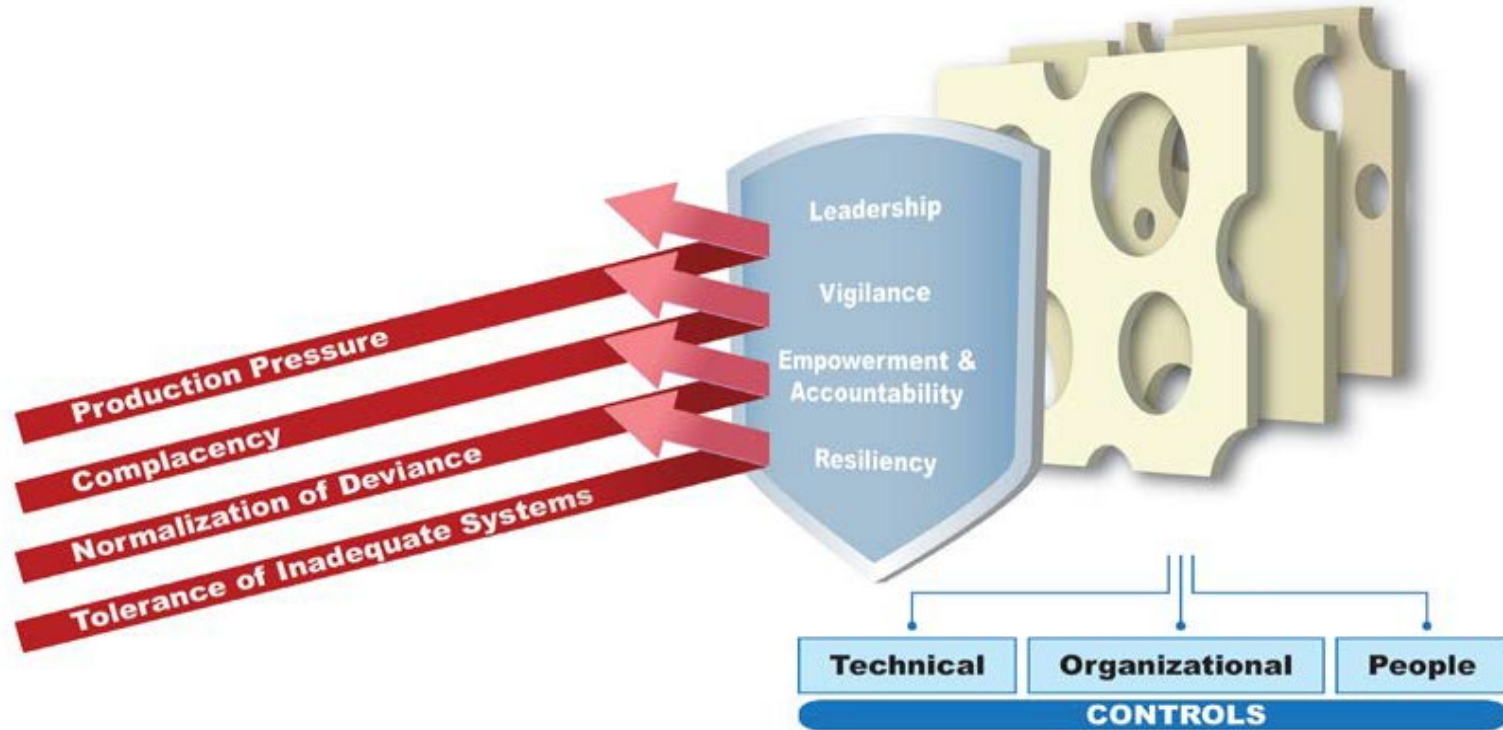 Production Pressure
Complacency
Normalization of Deviance
Tolerance of Inadequate Systems
Leadership
Vigilance
Empowerment &
Accountability
Resiliency
Technical
Organizational
People
CONTROLS